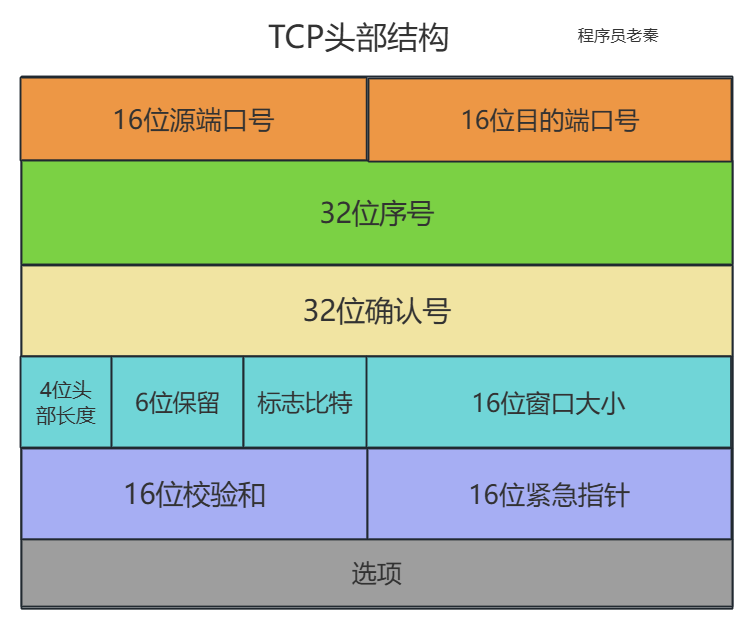 TCP头部结构
程序员老秦
16位源端口号
16位目的端口号
32位序号
32位确认号
4位头
部长度
6位保留
标志比特
16位窗口大小
16位校验和
16位紧急指针
选项